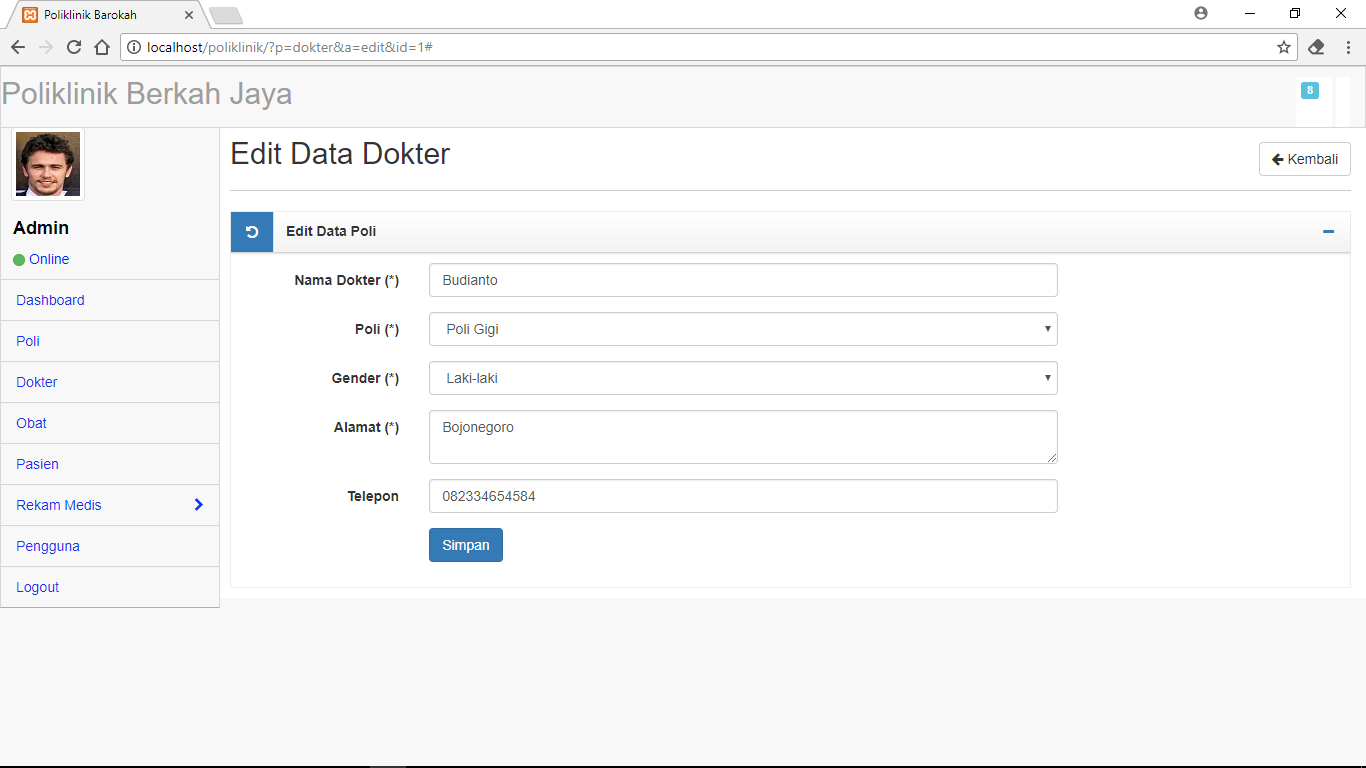 Poliklinik Barokah
localhost/poliklinik/?p=dokter&a=edit&id=1#
Poliklinik Berkah Jaya
8
Admin
Online
Dashboard
Poli
Dokter
Obat
Pasien
Rekam Medis
Pengguna
Logout
Edit Data Dokter
Kembali
Edit Data Poli
Nama Dokter (*) Budianto
Poli (*) Poli Gigi
Gender (*) Laki-laki
Alamat (*) Bojonegoro
Telepon 082334654584
Simpan